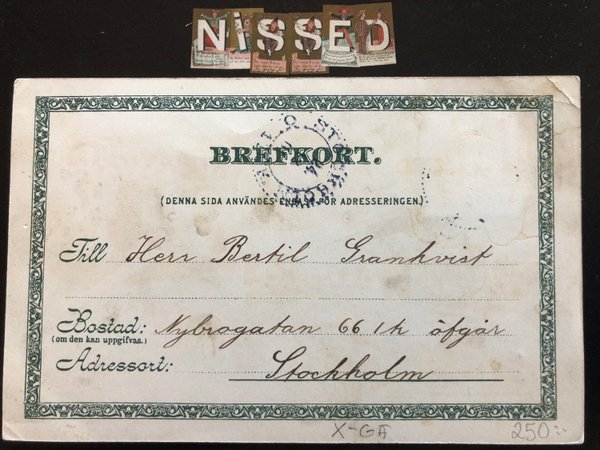 NiSSED
BREFKORT.
STOCKHOLM
(DENNA SIDA ANVÄNDES ENDAST FÖR ADRESSERINGEN.)
Till Herr Bertil Grankvist
Bostad: Nybrogatan 66 1 h öfgår
(om den kan uppgifvas.)
Adressort: Stockholm
X-GA 250:-